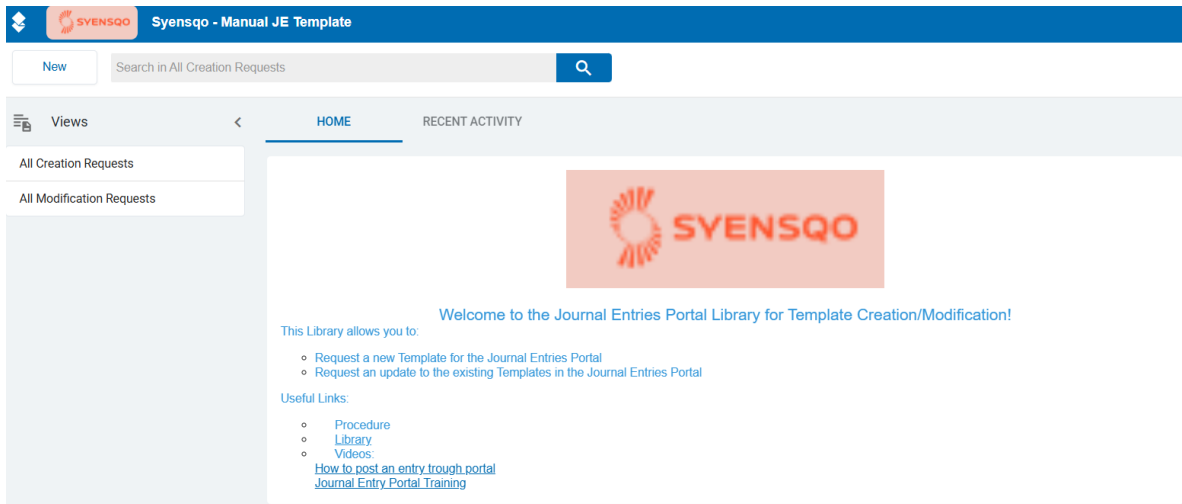 SYENSQO Syensqo - Manual JE Template
New Search in All Creation Requests
Views HOME RECENT ACTIVITY
All Creation Requests
All Modification Requests
SYENSQO
Welcome to the Journal Entries Portal Library for Template Creation/Modification!
This Library allows you to:
Request a new Template for the Journal Entries Portal
Request an update to the existing Templates in the Journal Entries Portal
Useful Links:
Procedure
Library
Videos:
How to post an entry trough portal
Journal Entry Portal Training